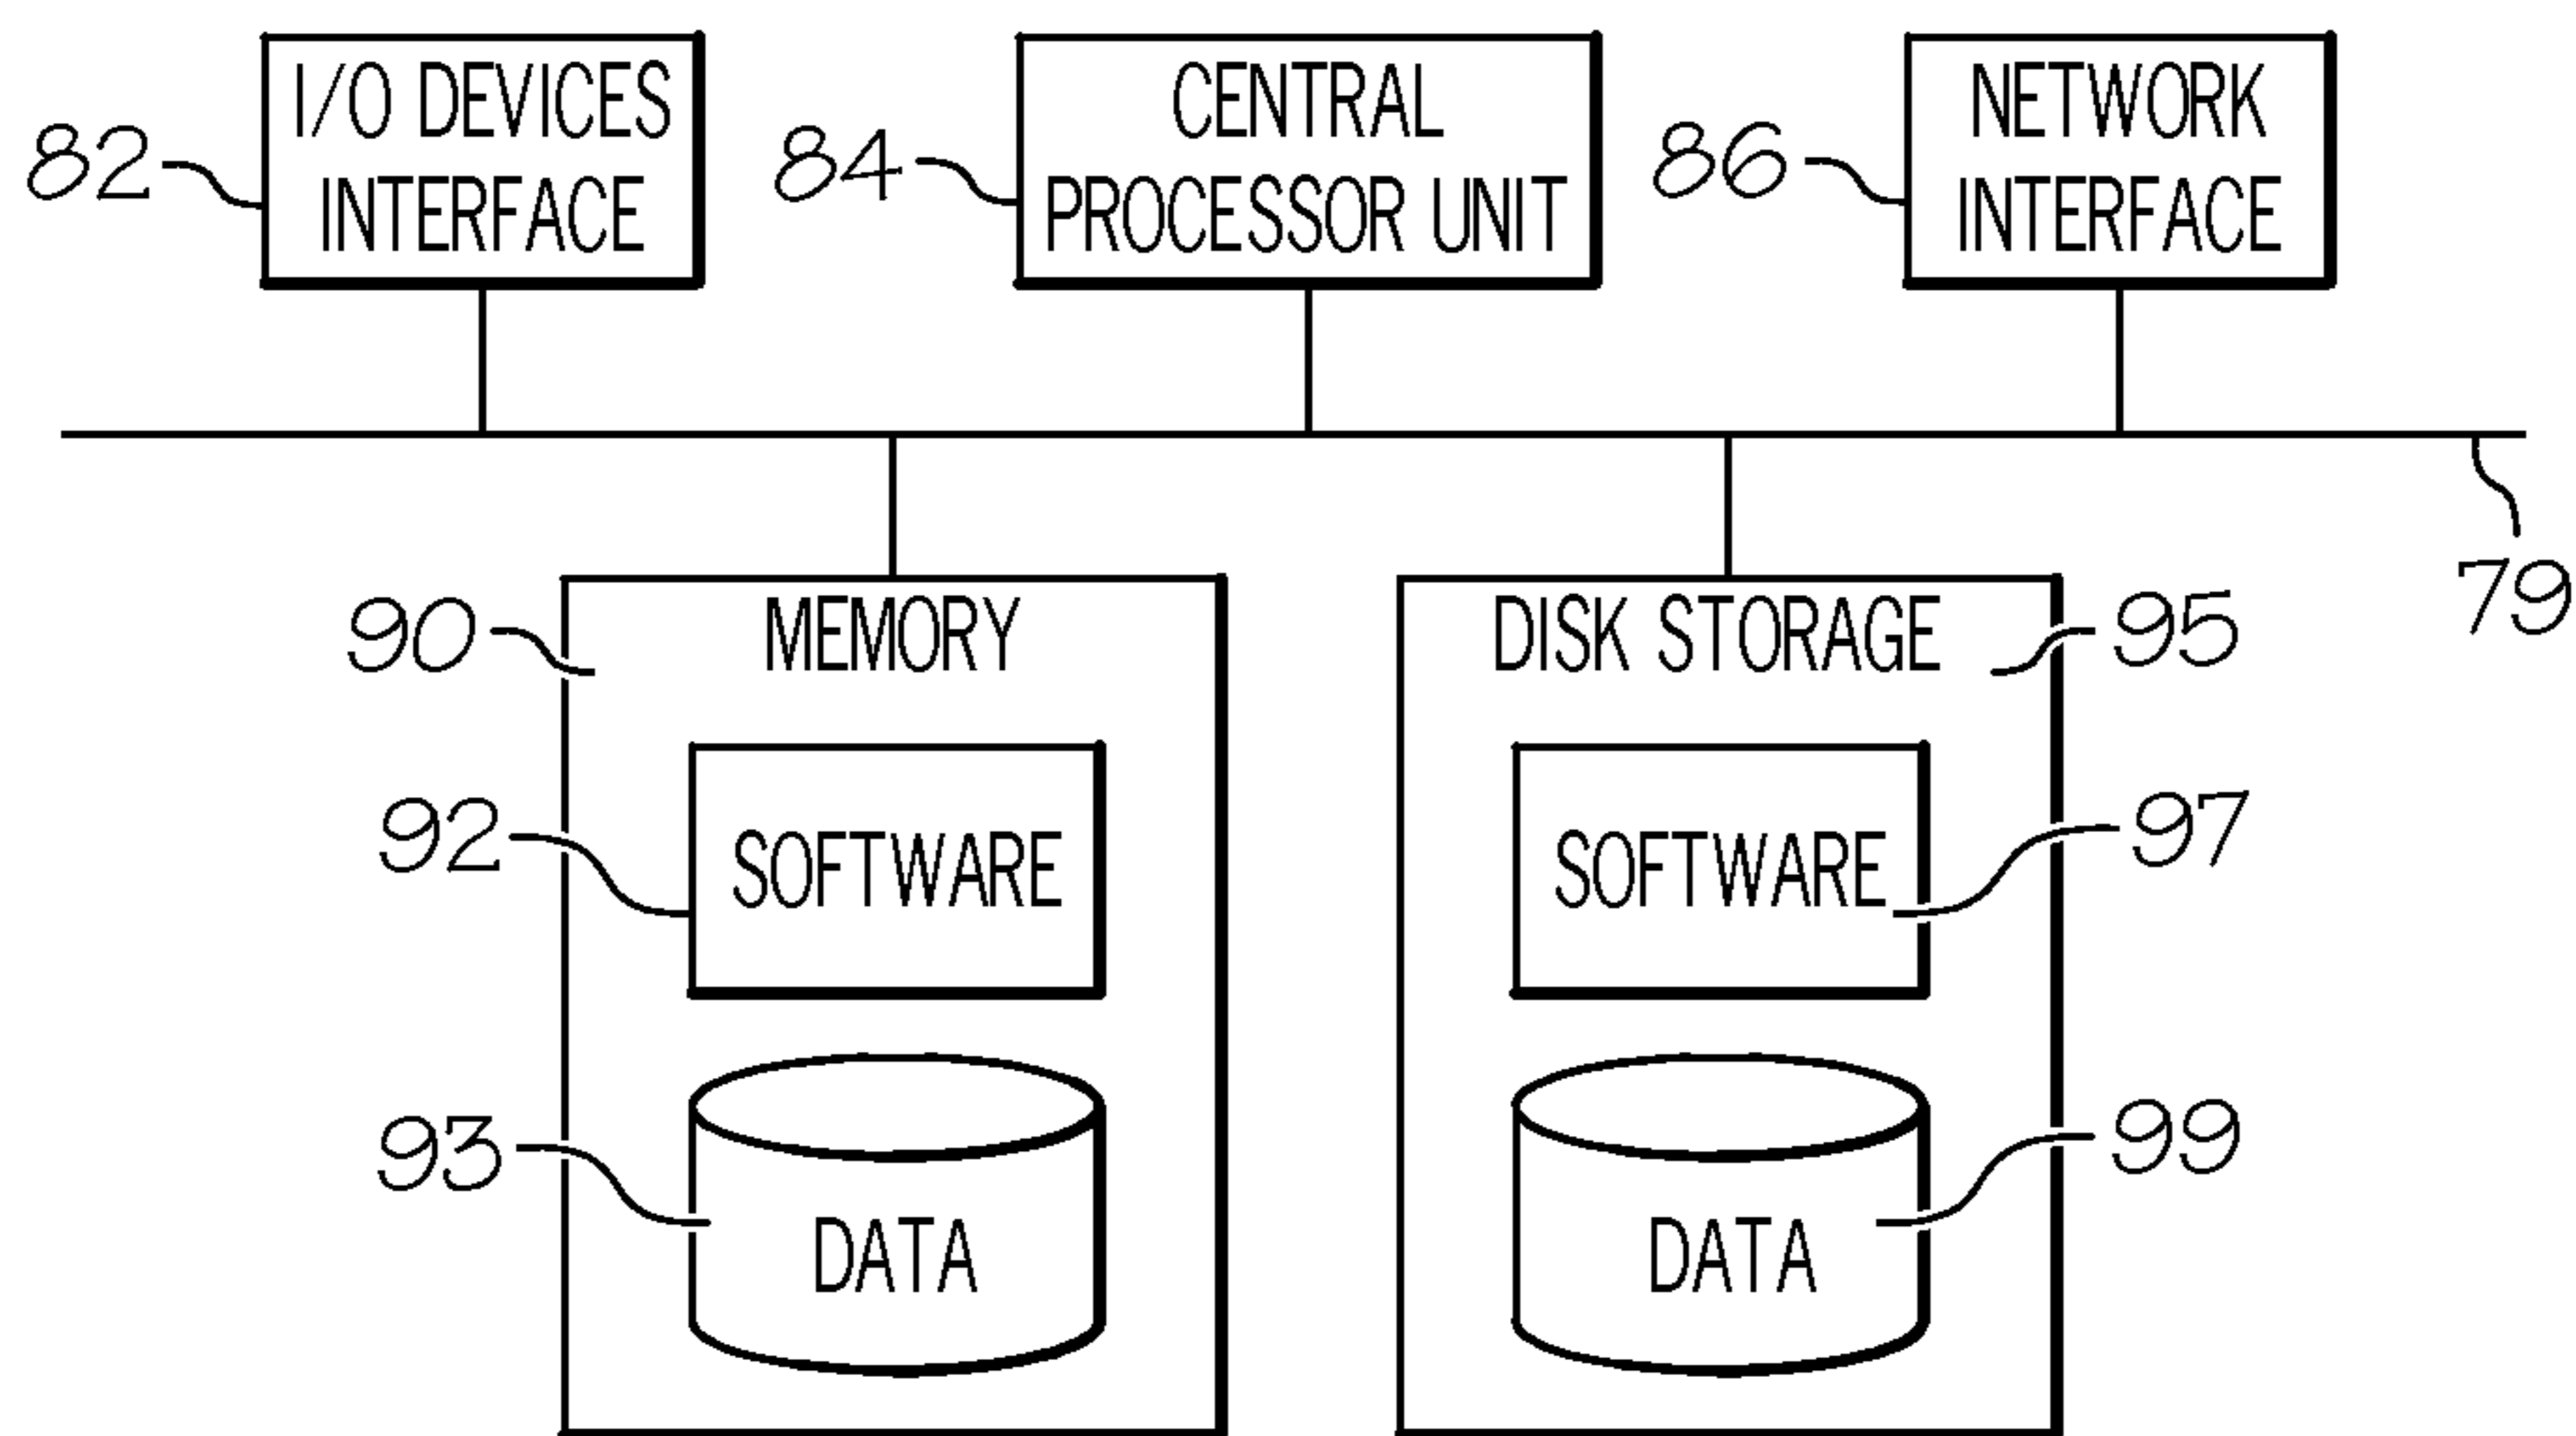 I/O DEVICES
INTERFACE
82
CENTRAL
PROCESSOR UNIT
84
NETWORK
INTERFACE
86
79
MEMORY
90
SOFTWARE
92
DATA
93
DISK STORAGE
95
SOFTWARE
97
DATA
99